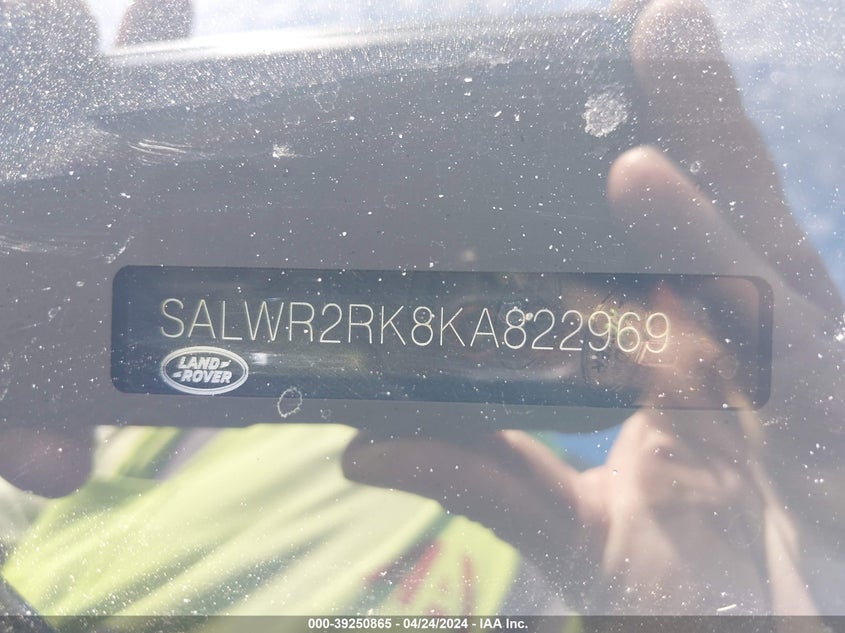 SALWR2RK8KA822969
LAND
ROVER
000-39250865 - 04/24/2024 - IAA Inc.